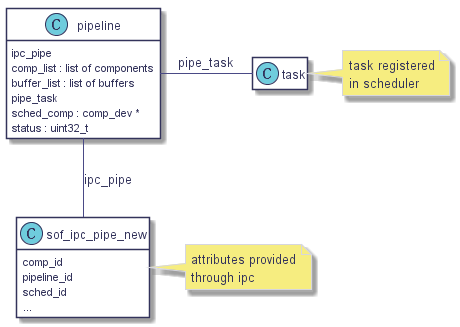 C pipeline
ipc_pipe
comp_list : list of components
buffer_list : list of buffers
pipe_task
sched_comp : comp_dev *
status : uint32_t
pipe_task
C task
task registered
in scheduler
ipc_pipe
C sof_ipc_pipe_new
comp_id
pipeline_id
sched_id
...
attributes provided
through ipc